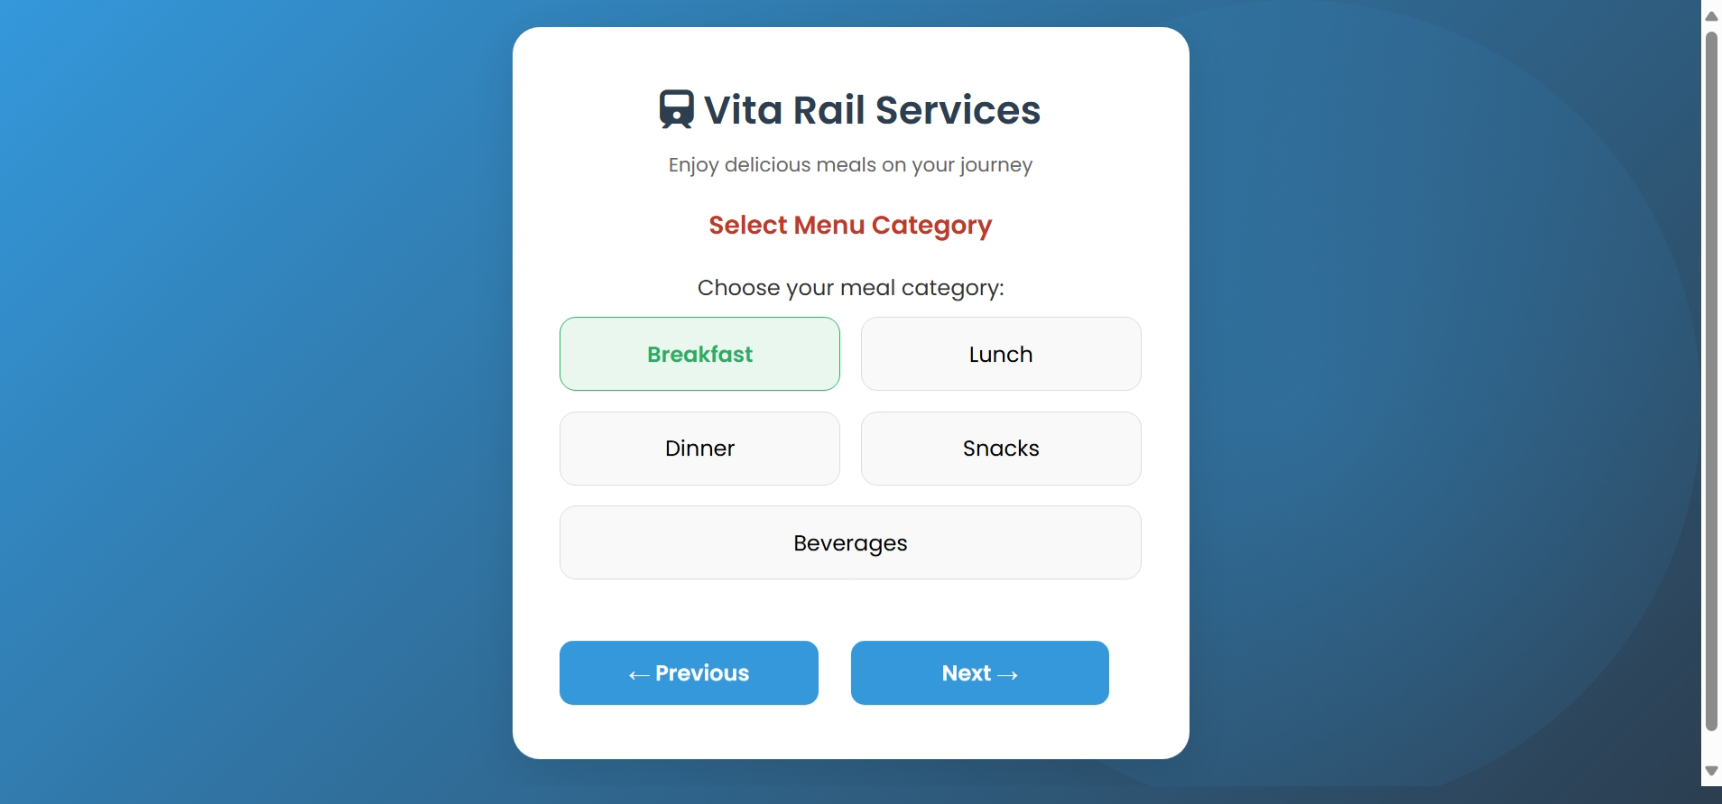 Vita Rail Services
Enjoy delicious meals on your journey
Select Menu Category
Choose your meal category:
Breakfast
Lunch
Dinner
Snacks
Beverages
← Previous
Next →